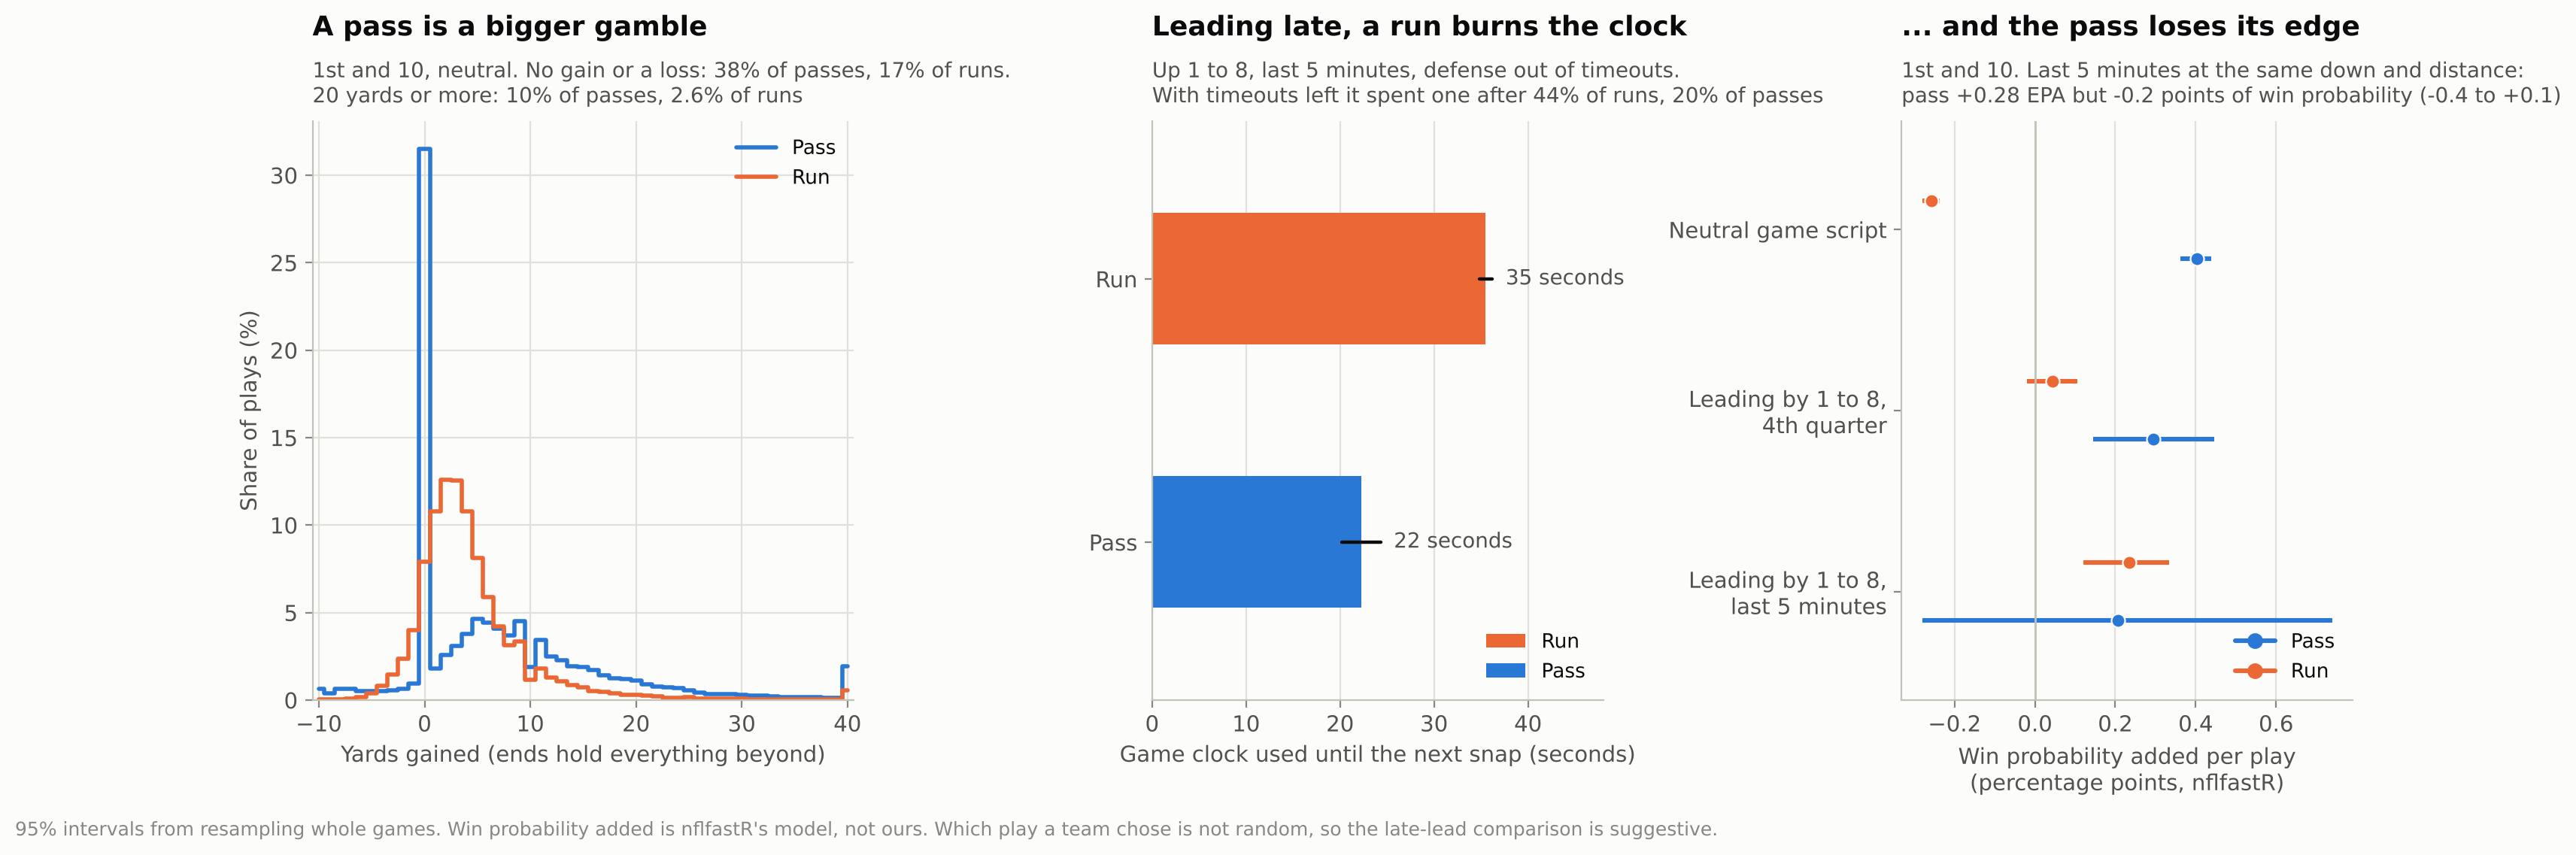 A pass is a bigger gamble
1st and 10, neutral. No gain or a loss: 38% of passes, 17% of runs.
20 yards or more: 10% of passes, 2.6% of runs
Pass
Run
Share of plays (%)
30
25
20
15
10
5
0
−10
0
10
20
30
40
Yards gained (ends hold everything beyond)
Leading late, a run burns the clock
Up 1 to 8, last 5 minutes, defense out of timeouts.
With timeouts left it spent one after 44% of runs, 20% of passes
Run
35 seconds
Pass
22 seconds
Run
Pass
0
10
20
30
40
Game clock used until the next snap (seconds)
... and the pass loses its edge
1st and 10. Last 5 minutes at the same down and distance:
pass +0.28 EPA but -0.2 points of win probability (-0.4 to +0.1)
Neutral game script
Leading by 1 to 8,
4th quarter
Leading by 1 to 8,
last 5 minutes
Pass
Run
−0.2
0.0
0.2
0.4
0.6
Win probability added per play
(percentage points, nflfastR)
95% intervals from resampling whole games. Win probability added is nflfastR's model, not ours. Which play a team chose is not random, so the late-lead comparison is suggestive.